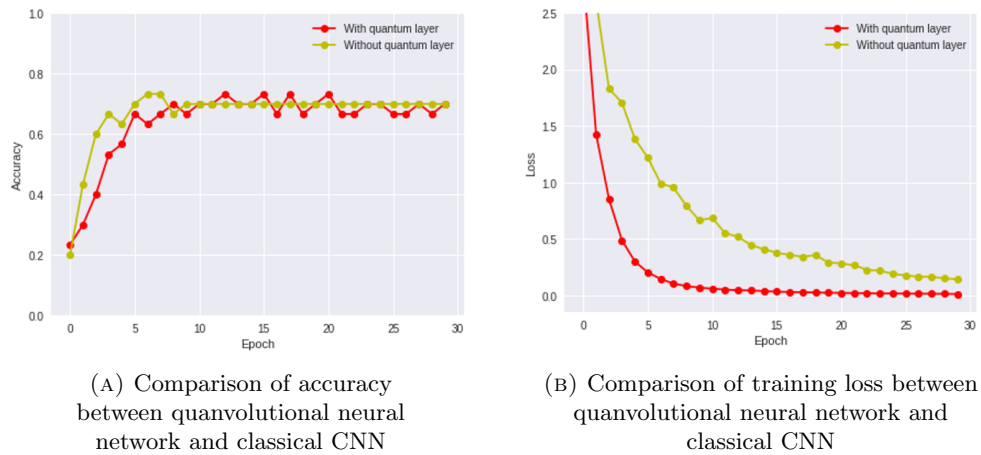 1.0
0.8
0.6
0.4
0.2
0.0
Accuracy
0 5 10 15 20 25 30
Epoch
With quantum layer
Without quantum layer
2.5
2.0
1.5
1.0
0.5
0.0
Loss
0 5 10 15 20 25 30
Epoch
With quantum layer
Without quantum layer
(A) Comparison of accuracy
between quanvolutional neural
network and classical CNN
(B) Comparison of training loss between
quanvolutional neural network and
classical CNN